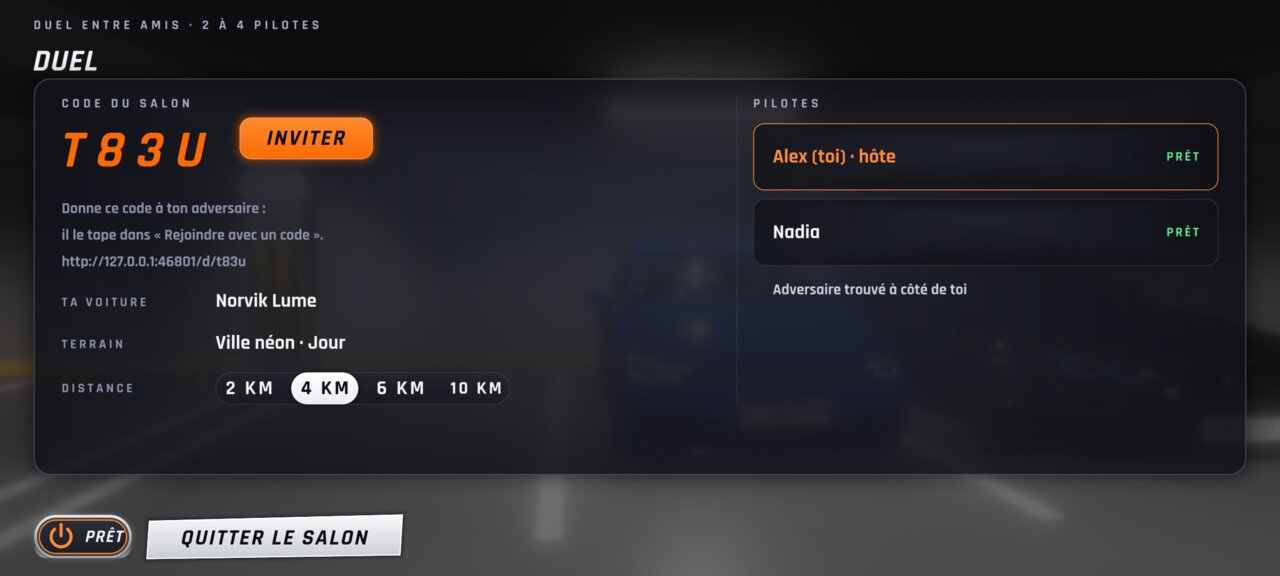 DUEL ENTRE AMIS · 2 À 4 PILOTES
DUEL
CODE DU SALON
T83U
INVITER
Donne ce code à ton adversaire :
il le tape dans « Rejoindre avec un code ».
http://127.0.0.1:46801/d/t83u
TA VOITURE Norvik Lume
TERRAIN Ville néon · Jour
DISTANCE 2 KM 4 KM 6 KM 10 KM
PILOTES
Alex (toi) · hôte PRÊT
Nadia PRÊT
Adversaire trouvé à côté de toi
PRÊT
QUITTER LE SALON